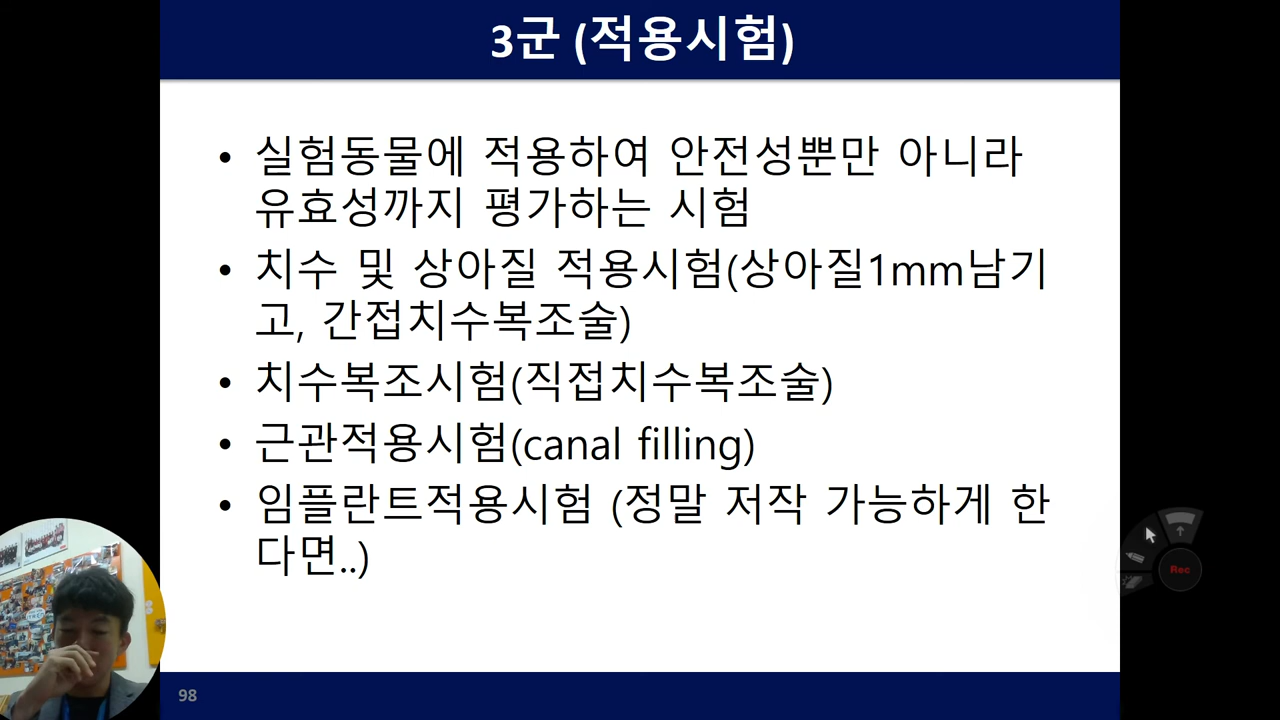 3군 (적용시험)
• 실험동물에 적용하여 안전성뿐만 아니라
유효성까지 평가하는 시험
• 치수 및 상아질 적용시험(상아질1mm남기
고, 간접치수복조술)
• 치수복조시험(직접치수복조술)
• 근관적용시험(canal filling)
• 임플란트적용시험 (정말 저작 가능하게 한
다면..)
Rec
98